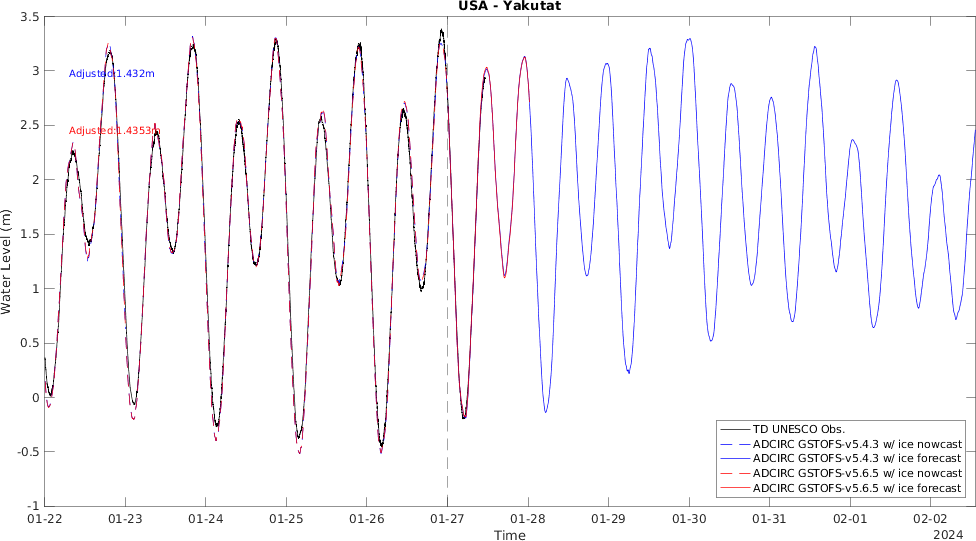 USA - Yakutat
3.5
3
2.5
2
1.5
1
0.5
0
-0.5
-1
Water Level (m)
Adjusted:1.432m
Adjusted:1.4353m
TD UNESCO Obs.
ADCIRC GSTOFS-v5.4.3 w/ ice nowcast
ADCIRC GSTOFS-v5.4.3 w/ ice forecast
ADCIRC GSTOFS-v5.6.5 w/ ice nowcast
ADCIRC GSTOFS-v5.6.5 w/ ice forecast
01-22 01-23 01-24 01-25 01-26 01-27 01-28 01-29 01-30 01-31 02-01 02-02
Time
2024